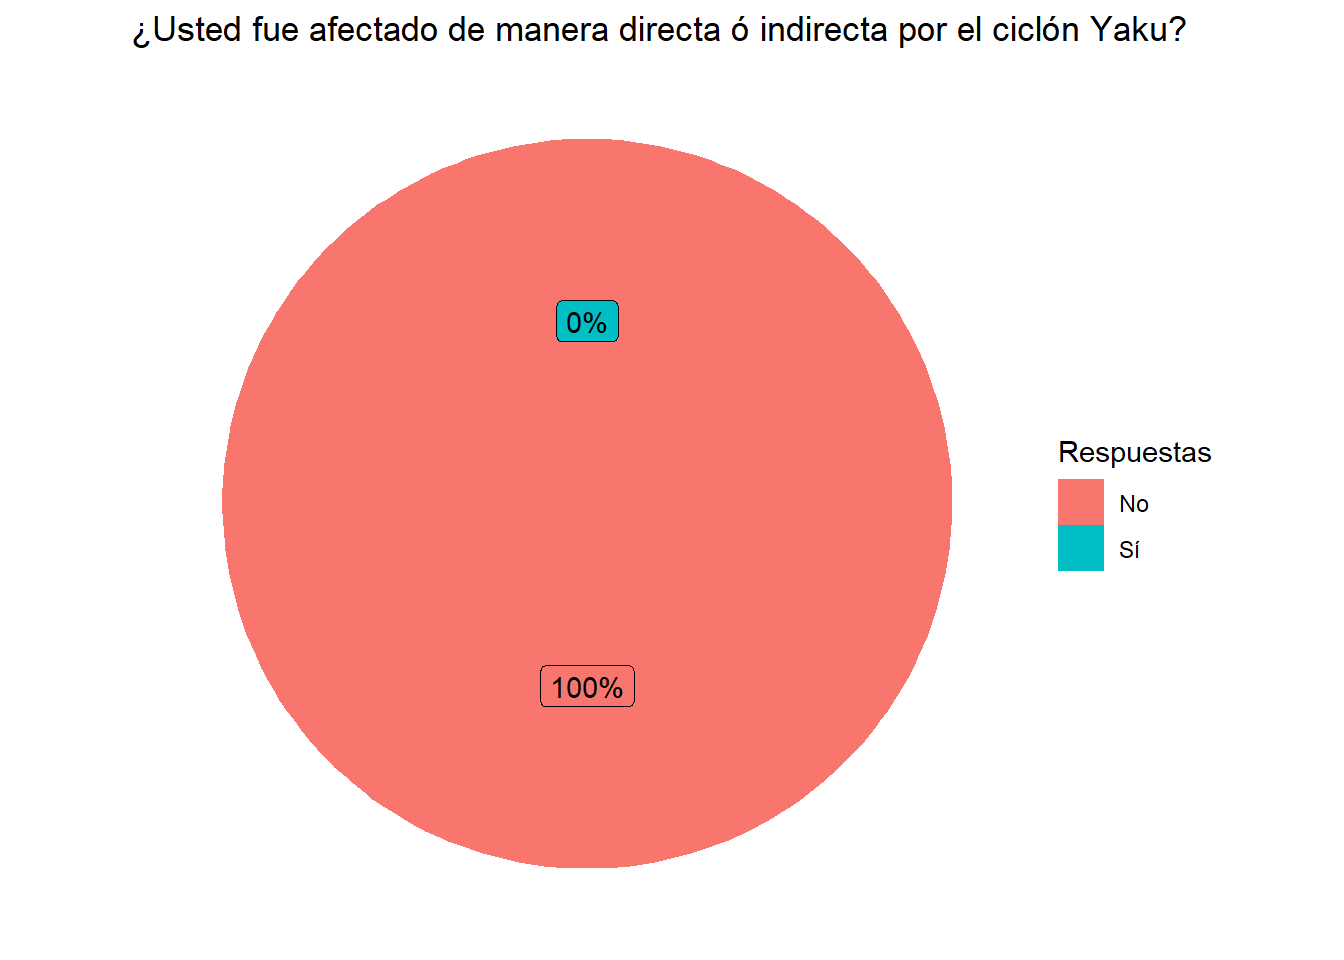 ¿Usted fue afectado de manera directa ó indirecta por el ciclón Yaku?
0%
100%
Respuestas
No
Sí